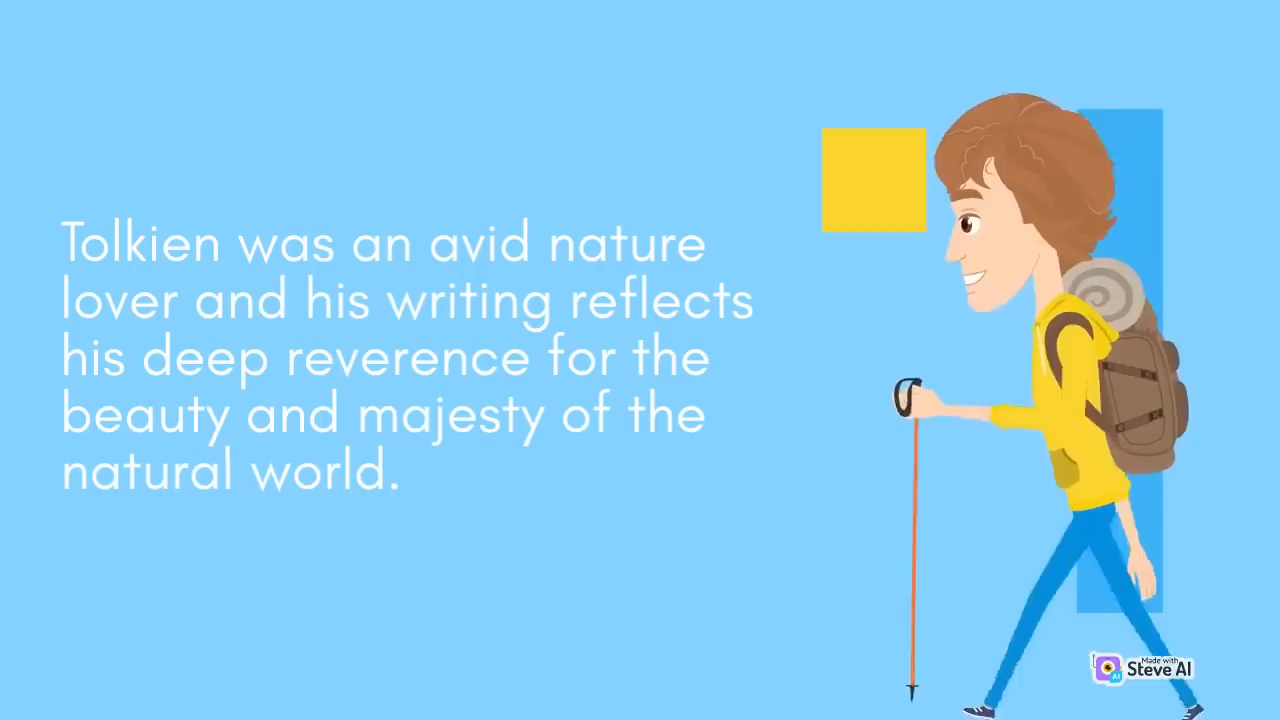 Tolkien was an avid nature
lover and his writing reflects
his deep reverence for the
beauty and majesty of the
natural world.
Made with
Steve AI
AI